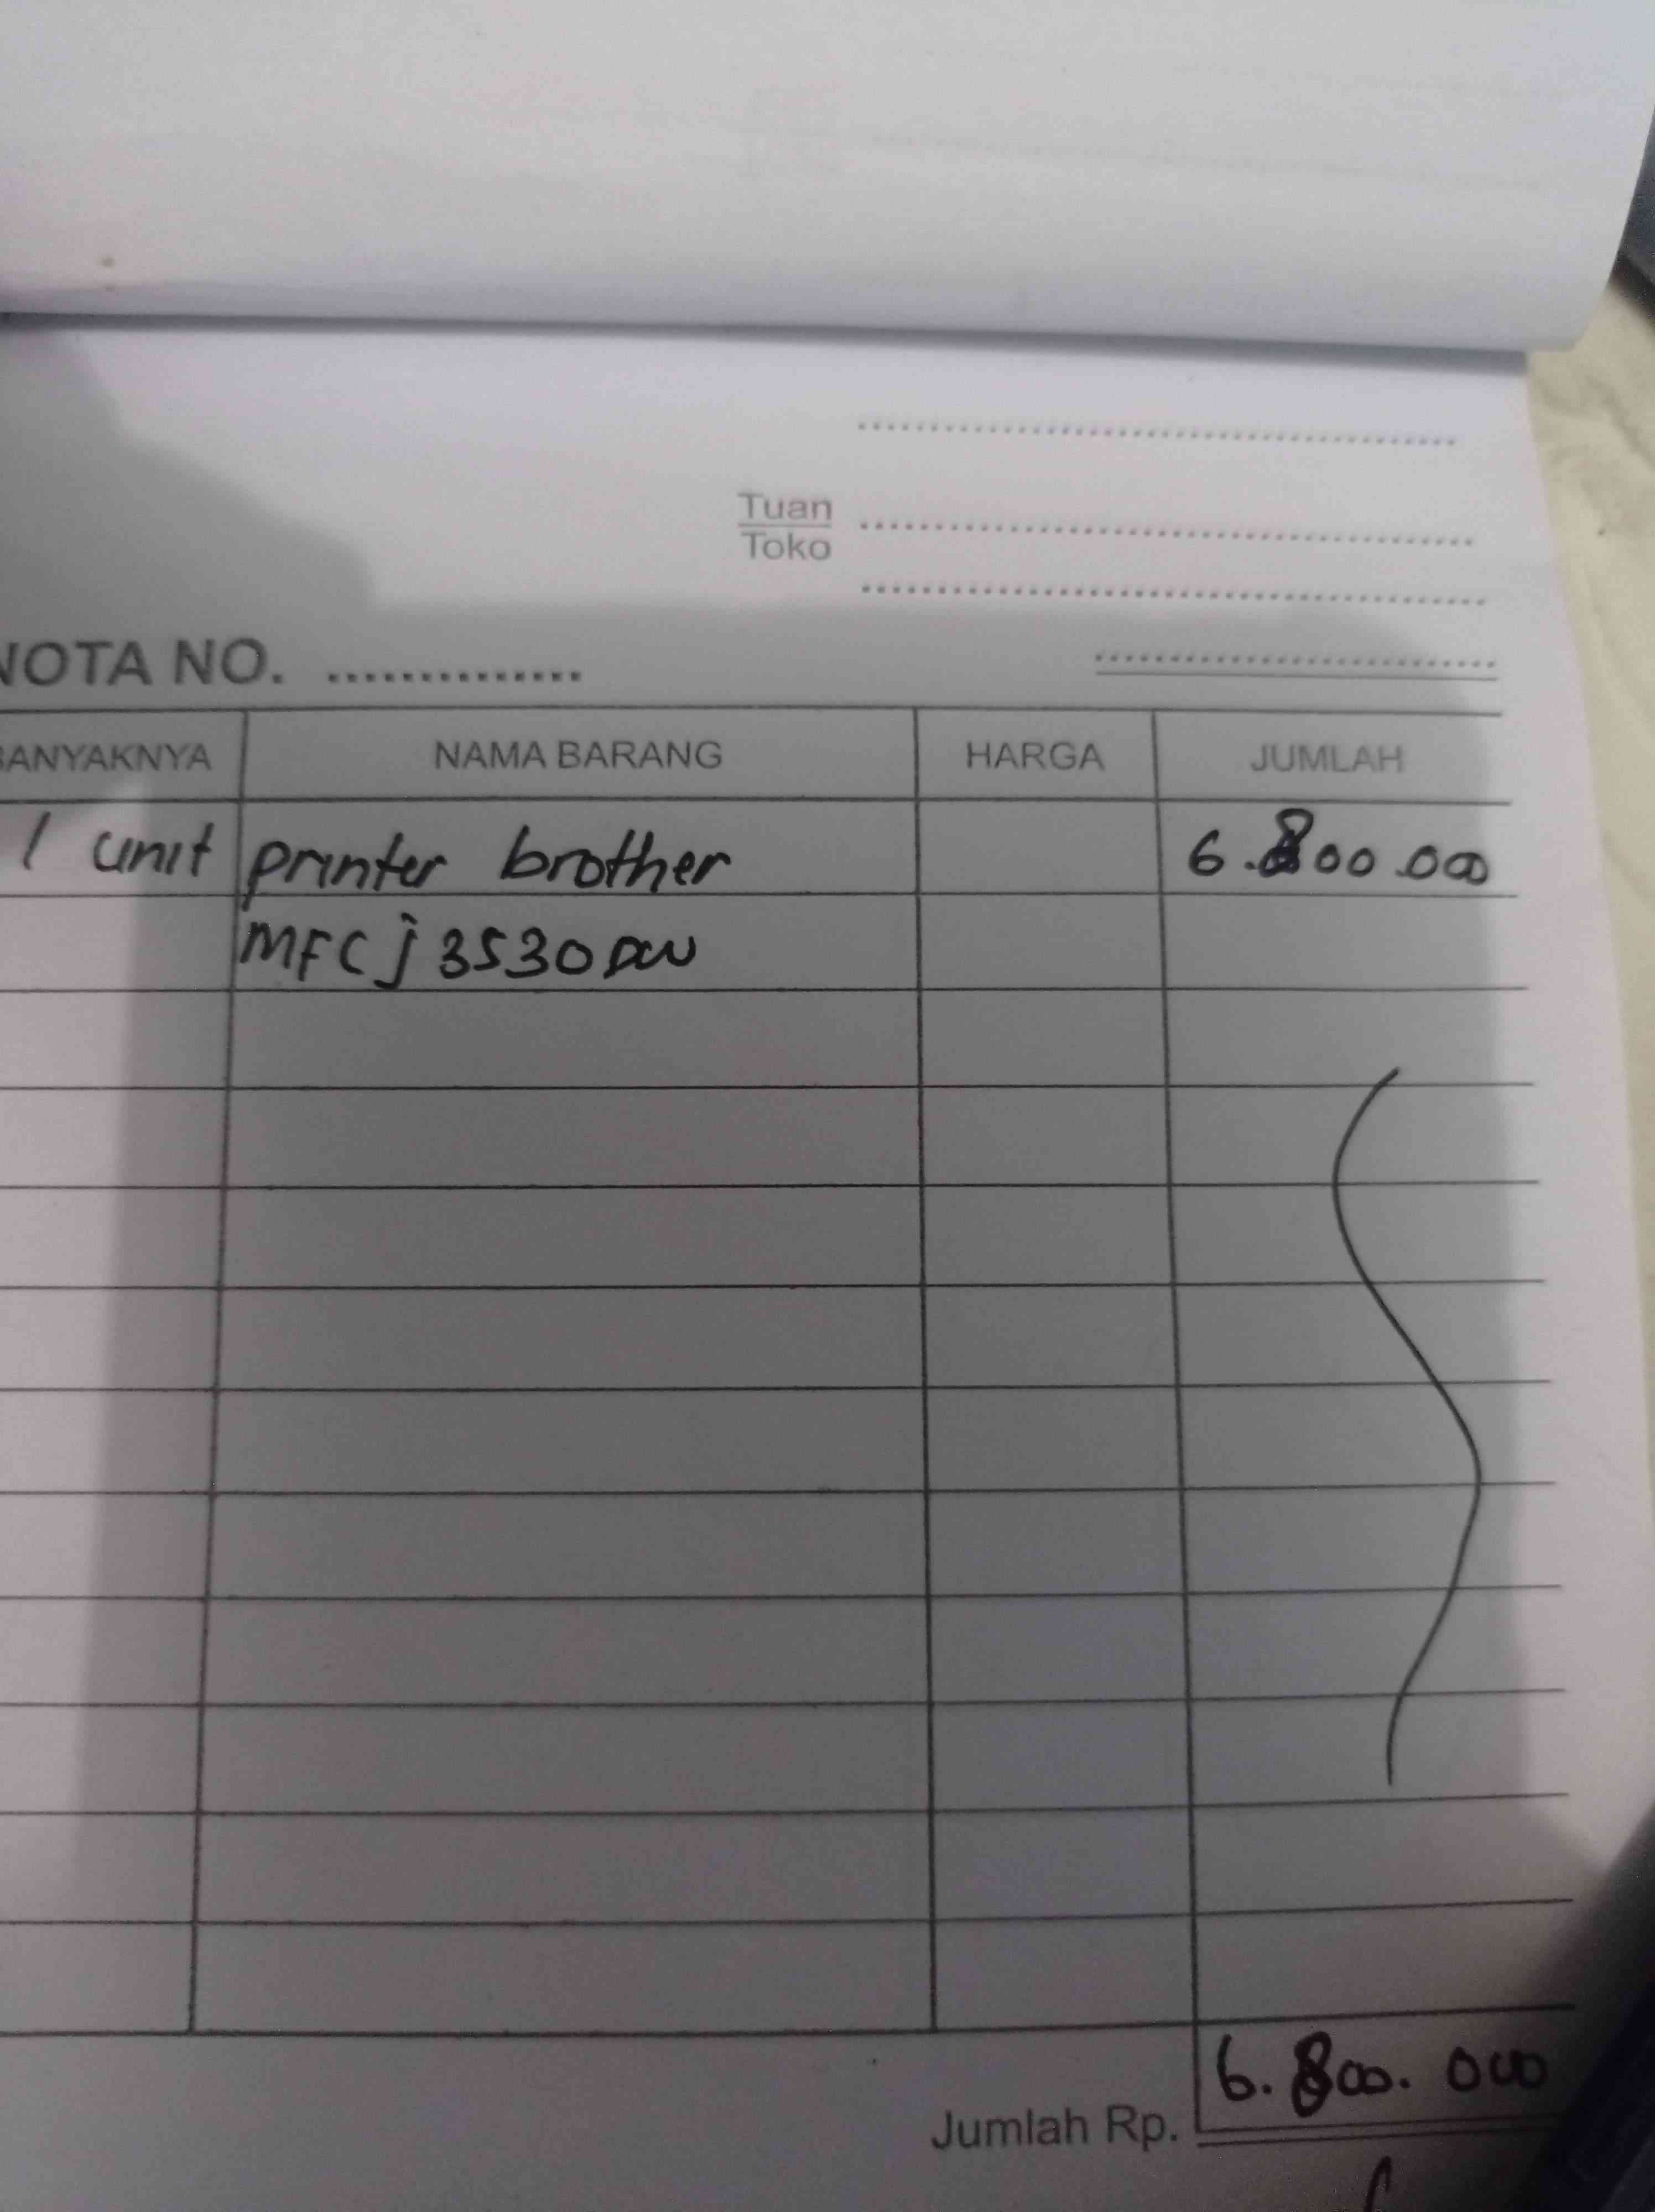 Tuan
Toko
NOTA NO.
BANYAKNYA NAMA BARANG HARGA JUMLAH
1 unit printer brother 6.800.000
MFC j 3530 DW
Jumlah Rp. 6.800.000